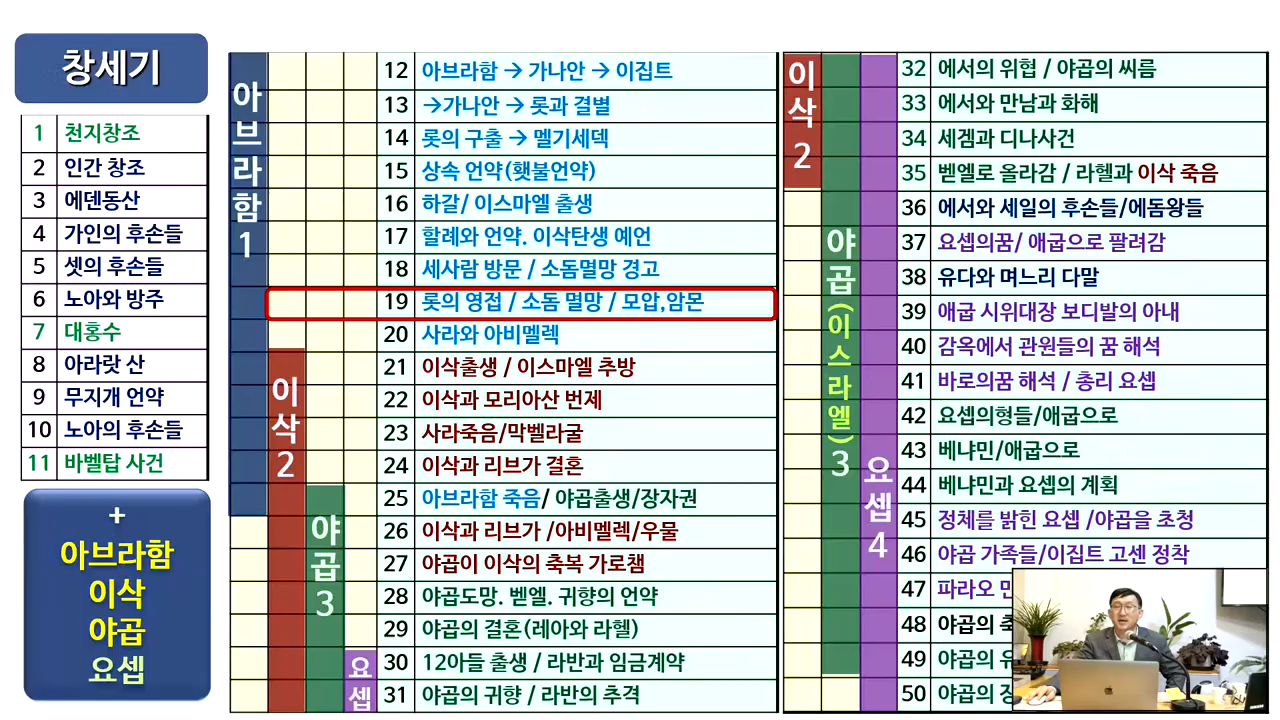 창세기
1 천지창조
2 인간 창조
3 에덴동산
4 가인의 후손들
5 셋의 후손들
6 노아와 방주
7 대홍수
8 아라랏 산
9 무지개 언약
10 노아의 후손들
11 바벨탑 사건
+
아브라함
이삭
야곱
요셉
아브라함1
이삭2
야곱3
요셉
12 아브라함 → 가나안 → 이집트
13 →가나안 → 롯과 결별
14 롯의 구출 → 멜기세덱
15 상속 언약(횃불언약)
16 하갈/ 이스마엘 출생
17 할례와 언약. 이삭탄생 예언
18 세사람 방문 / 소돔멸망 경고
19 롯의 영접 / 소돔 멸망 / 모압,암몬
20 사라와 아비멜렉
21 이삭출생 / 이스마엘 추방
22 이삭과 모리아산 번제
23 사라죽음/막벨라굴
24 이삭과 리브가 결혼
25 아브라함 죽음/ 야곱출생/장자권
26 이삭과 리브가 /아비멜렉/우물
27 야곱이 이삭의 축복 가로챔
28 야곱도망. 벧엘. 귀향의 언약
29 야곱의 결혼(레아와 라헬)
30 12아들 출생 / 라반과 임금계약
31 야곱의 귀향 / 라반의 추격
이삭2
야곱(이스라엘)3
요셉4
32 에서의 위협 / 야곱의 씨름
33 에서와 만남과 화해
34 세겜과 디나사건
35 벧엘로 올라감 / 라헬과 이삭 죽음
36 에서와 세일의 후손들/에돔왕들
37 요셉의꿈/ 애굽으로 팔려감
38 유다와 며느리 다말
39 애굽 시위대장 보디발의 아내
40 감옥에서 관원들의 꿈 해석
41 바로의꿈 해석 / 총리 요셉
42 요셉의형들/애굽으로
43 베냐민/애굽으로
44 베냐민과 요셉의 계획
45 정체를 밝힌 요셉 /야곱을 초청
46 야곱 가족들/이집트 고센 정착
47 파라오
48 야곱의
49 야곱의
50 야곱의